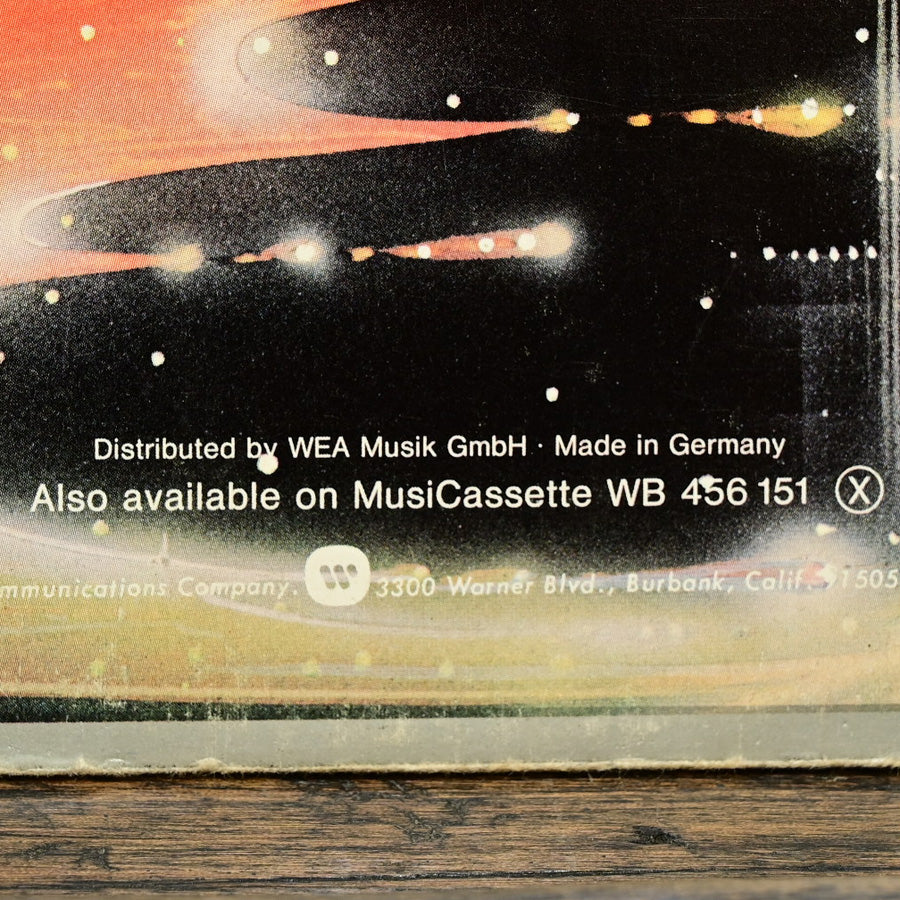 Distributed by WEA Musik GmbH · Made in Germany
Also available on MusiCassette WB 456 151 Ⓧ
mmunications Company. W 3300 Warner Blvd., Burbank, Calif. 91505